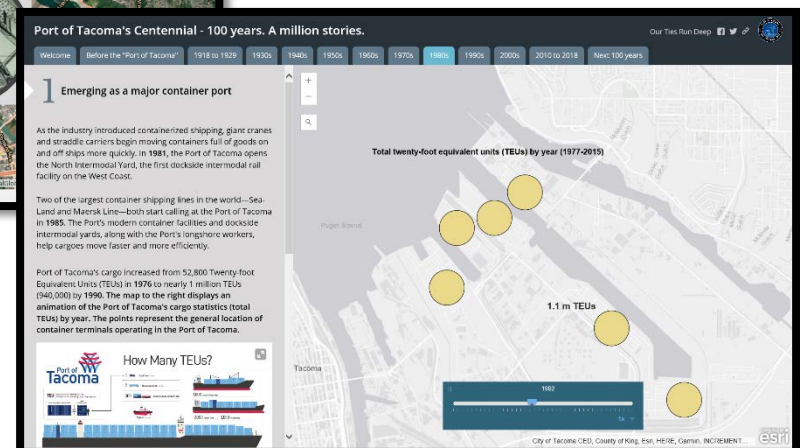 Port of Tacoma's Centennial - 100 years. A million stories.
Our Ties Run Deep
Welcome
Before the "Port of Tacoma"
1918 to 1929
1930s
1940s
1950s
1960s
1970s
1980s
1990s
2000s
2010 to 2018
Next 100 years
1 Emerging as a major container port
As the industry introduced containerized shipping, giant cranes
and straddle carriers begin moving containers full of goods on
and off ships more quickly. In 1981, the Port of Tacoma opens
the North Intermodal Yard, the first dockside intermodal rail
facility on the West Coast.
Two of the largest container shipping lines in the world—Sea-
Land and Maersk Line—both start calling at the Port of Tacoma
in 1985. The Port's modern container facilities and dockside
intermodal yards, along with the Port's longshore workers,
help cargoes move faster and more efficiently.
Port of Tacoma's cargo increased from 52,800 Twenty-foot
Equivalent Units (TEUs) in 1976 to nearly 1 million TEUs
(940,000) by 1990. The map to the right displays an
animation of the Port of Tacoma's cargo statistics (total
TEUs) by year. The points represent the general location of
container terminals operating in the Port of Tacoma.
Port of
Tacoma
How Many TEUs?
Total twenty-foot equivalent units (TEUs) by year (1977-2015)
Puget Sound
1.1 m TEUs
Tacoma
1992
1x
City of Tacoma CED, County of King, Esri, HERE, Garmin, INCREMENT...
esri